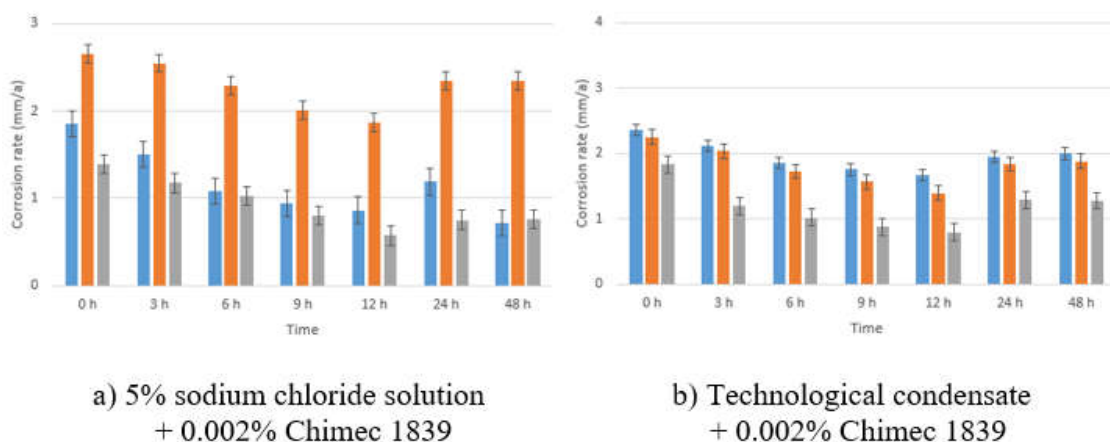 3
2
1
0
Corrosion rate (mm/a)
0 h
3 h
6 h
9 h
12 h
24 h
48 h
Time
a) 5% sodium chloride solution
+ 0.002% Chimec 1839
4
3
2
1
0
Corrosion rate (mm/a)
0 h
3 h
6 h
9 h
12 h
24 h
48 h
Time
b) Technological condensate
+ 0.002% Chimec 1839